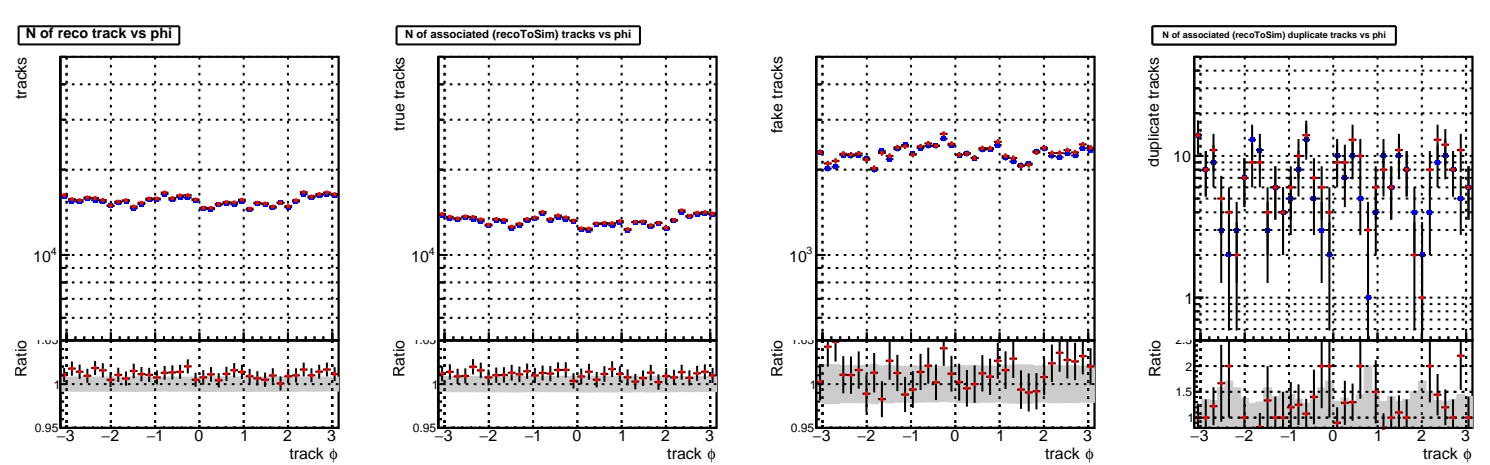 N of reco track vs phi
tracks
10⁴
Ratio
1.05
1
0.95
−3 −2 −1 0 1 2 3
track ϕ
N of associated (recoToSim) tracks vs phi
true tracks
10⁴
Ratio
1.05
1
0.95
−3 −2 −1 0 1 2 3
track ϕ
fake tracks
10³
Ratio
1.05
1
0.95
−3 −2 −1 0 1 2 3
track ϕ
N of associated (recoToSim) duplicate tracks vs phi
duplicate tracks
10
1
Ratio
2.5
2
1.5
1
−3 −2 −1 0 1 2 3
track ϕ